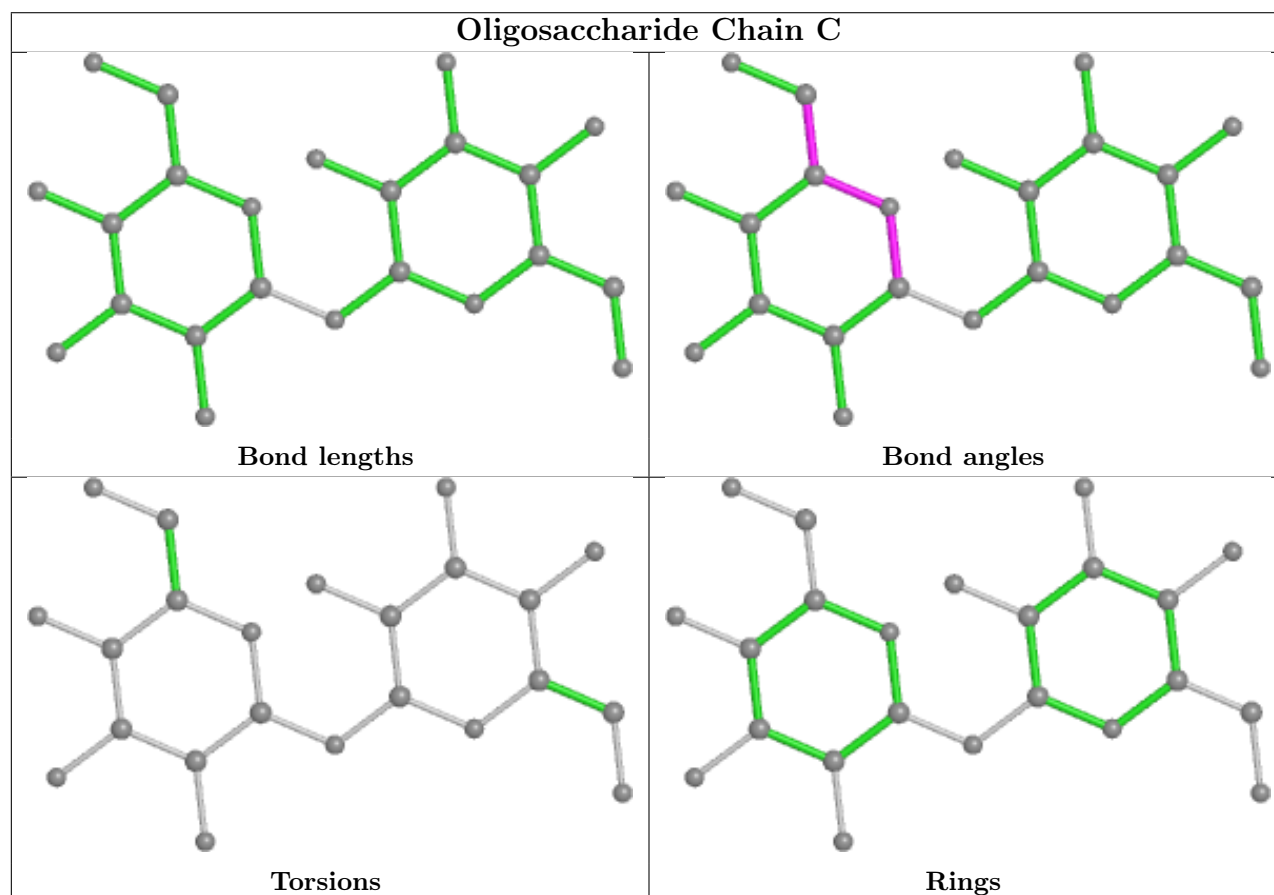 Oligosaccharide Chain C
Bond lengths
Bond angles
Torsions
Rings